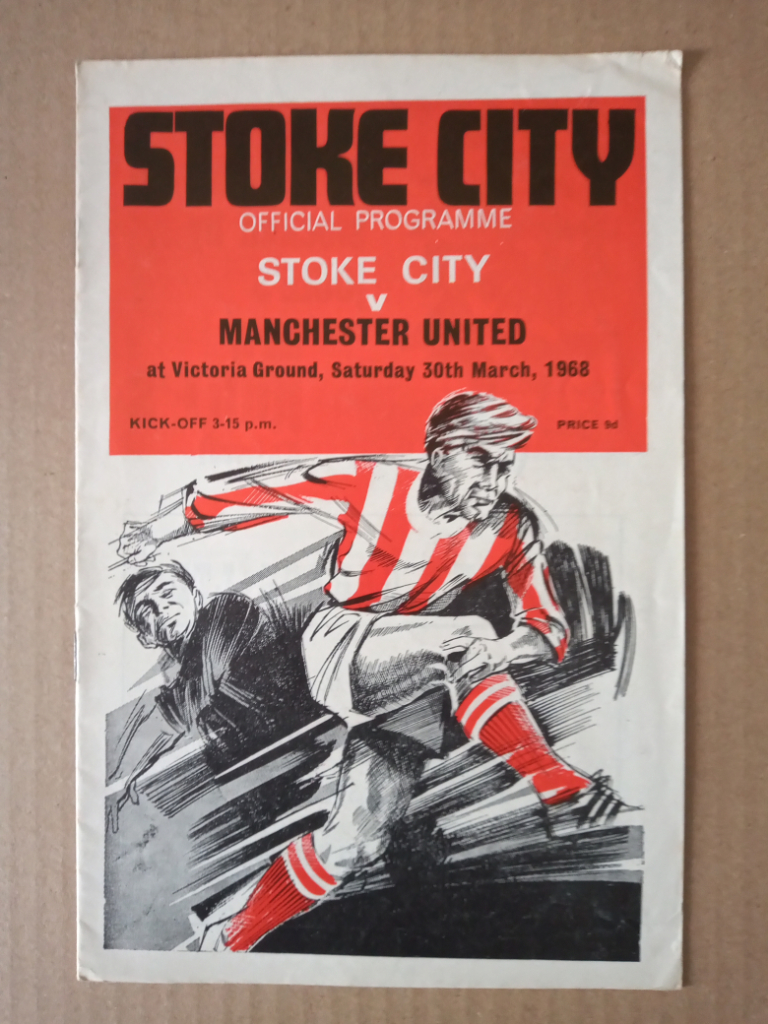 STOKE CITY
OFFICIAL PROGRAMME
STOKE CITY
v
MANCHESTER UNITED
at Victoria Ground, Saturday 30th March, 1968
KICK-OFF 3-15 p.m. PRICE 9d